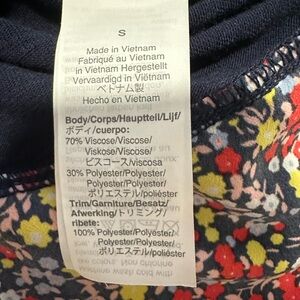 S
Made in Vietnam
Fabriqué au Vietnam
in Vietnam Hergestellt
Vervaardigd in Viëtnam
ベトナム製
Hecho en Vietnam
Body/Corps/Hauptteil/Lijf/
ボディ/cuerpo:
70% Viscose/Viscose/
Viskose/Viscose/
ビスコース/viscosa
30% Polyester/Polyester/
Polyester/Polyester/
ポリエステル/poliéster
Trim/Garniture/Besatz/
Afwerking/トリミング/
ribete:
100% Polyester/Polyester/
Polyester/Polyester/
ポリエステル/poliéster